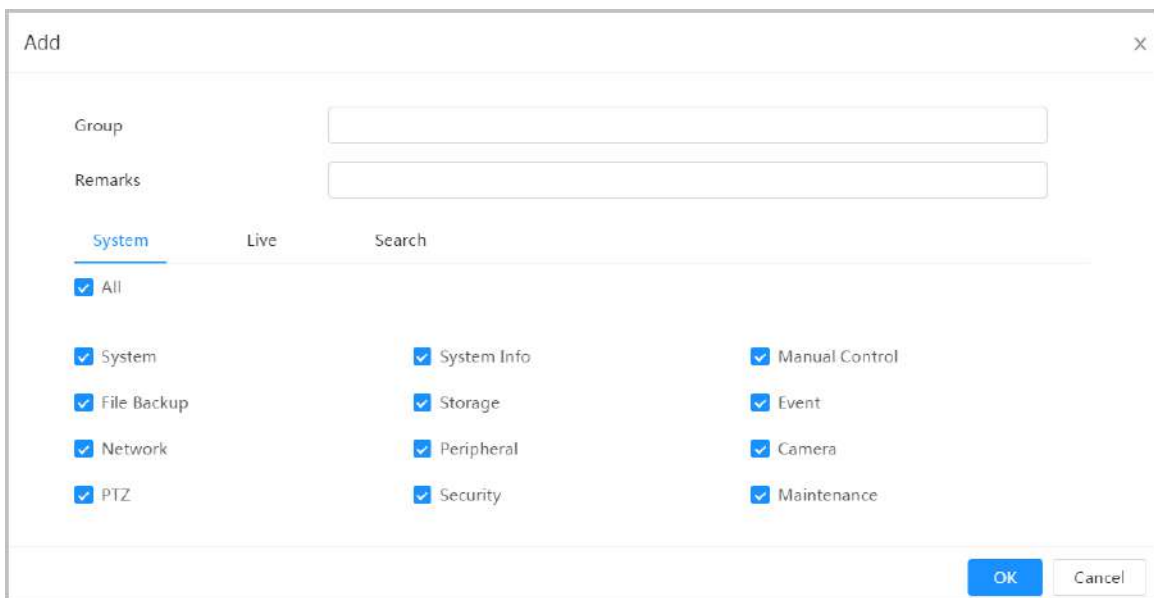 Add
Group
Remarks
System Live Search
All
System System Info Manual Control
File Backup Storage Event
Network Peripheral Camera
PTZ Security Maintenance
OK Cancel